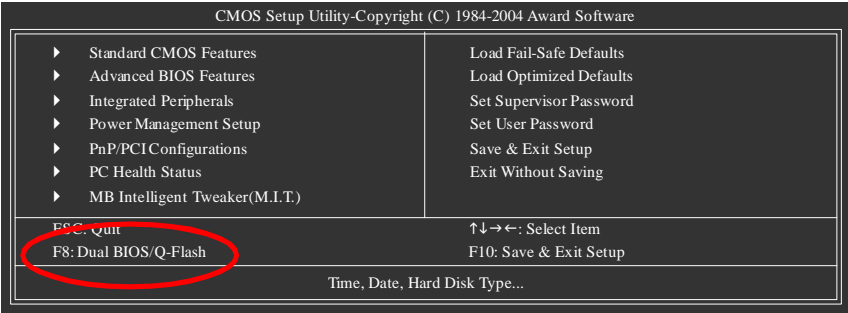 CMOS Setup Utility-Copyright (C) 1984-2004 Award Software
Standard CMOS Features
Advanced BIOS Features
Integrated Peripherals
Power Management Setup
PnP/PCI Configurations
PC Health Status
MB Intelligent Tweaker(M.I.T.)
Load Fail-Safe Defaults
Load Optimized Defaults
Set Supervisor Password
Set User Password
Save & Exit Setup
Exit Without Saving
ESC: Quit
↑↓→←: Select Item
F8: Dual BIOS/Q-Flash
F10: Save & Exit Setup
Time, Date, Hard Disk Type...